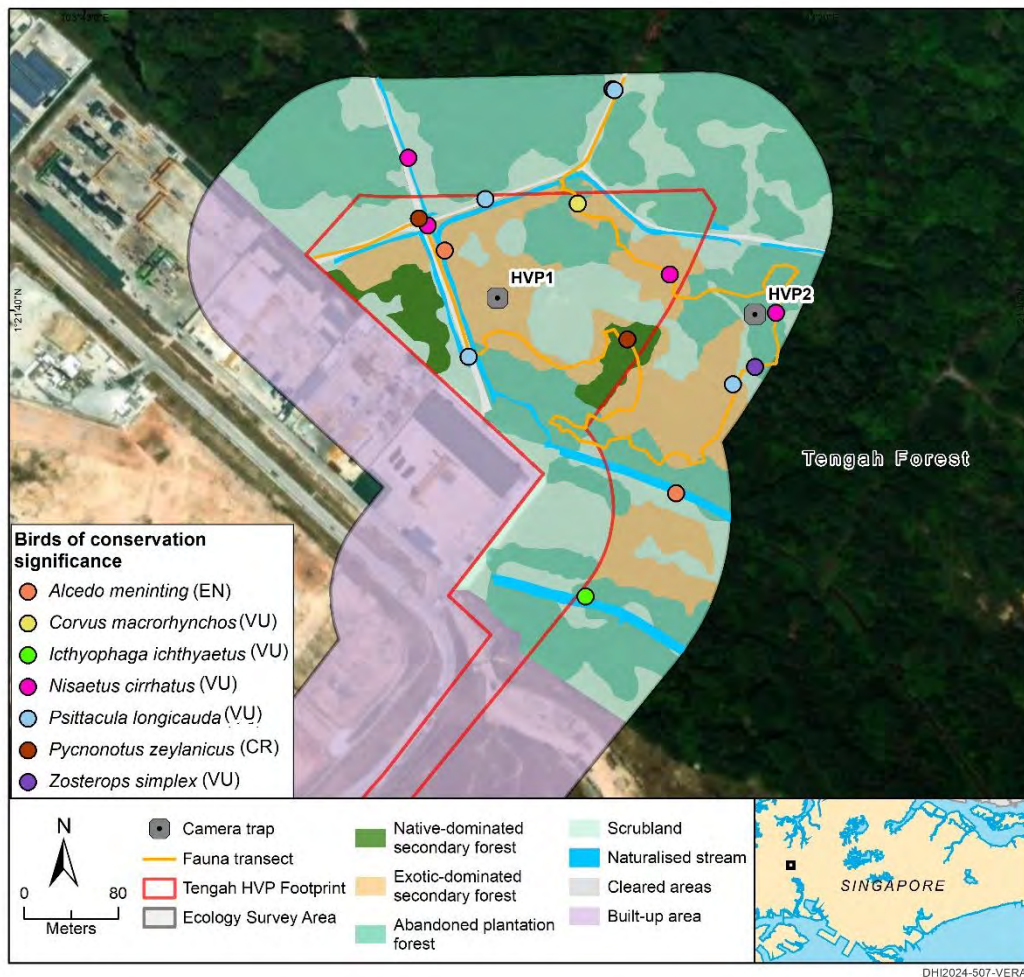 1°21'40"N
HVP1
HVP2
Tengah Forest
Birds of conservation
significance
Alcedo meninting (EN)
Corvus macrorhynchos (VU)
Icthyophaga ichthyaetus (VU)
Nisaetus cirrhatus (VU)
Psittacula longicauda (VU)
Pycnonotus zeylanicus (CR)
Zosterops simplex (VU)
N
0 80
Meters
Camera trap
Fauna transect
Tengah HVP Footprint
Ecology Survey Area
Native-dominated
secondary forest
Exotic-dominated
secondary forest
Abandoned plantation
forest
Scrubland
Naturalised stream
Cleared areas
Built-up area
SINGAPORE
DHI2024-507-VERA